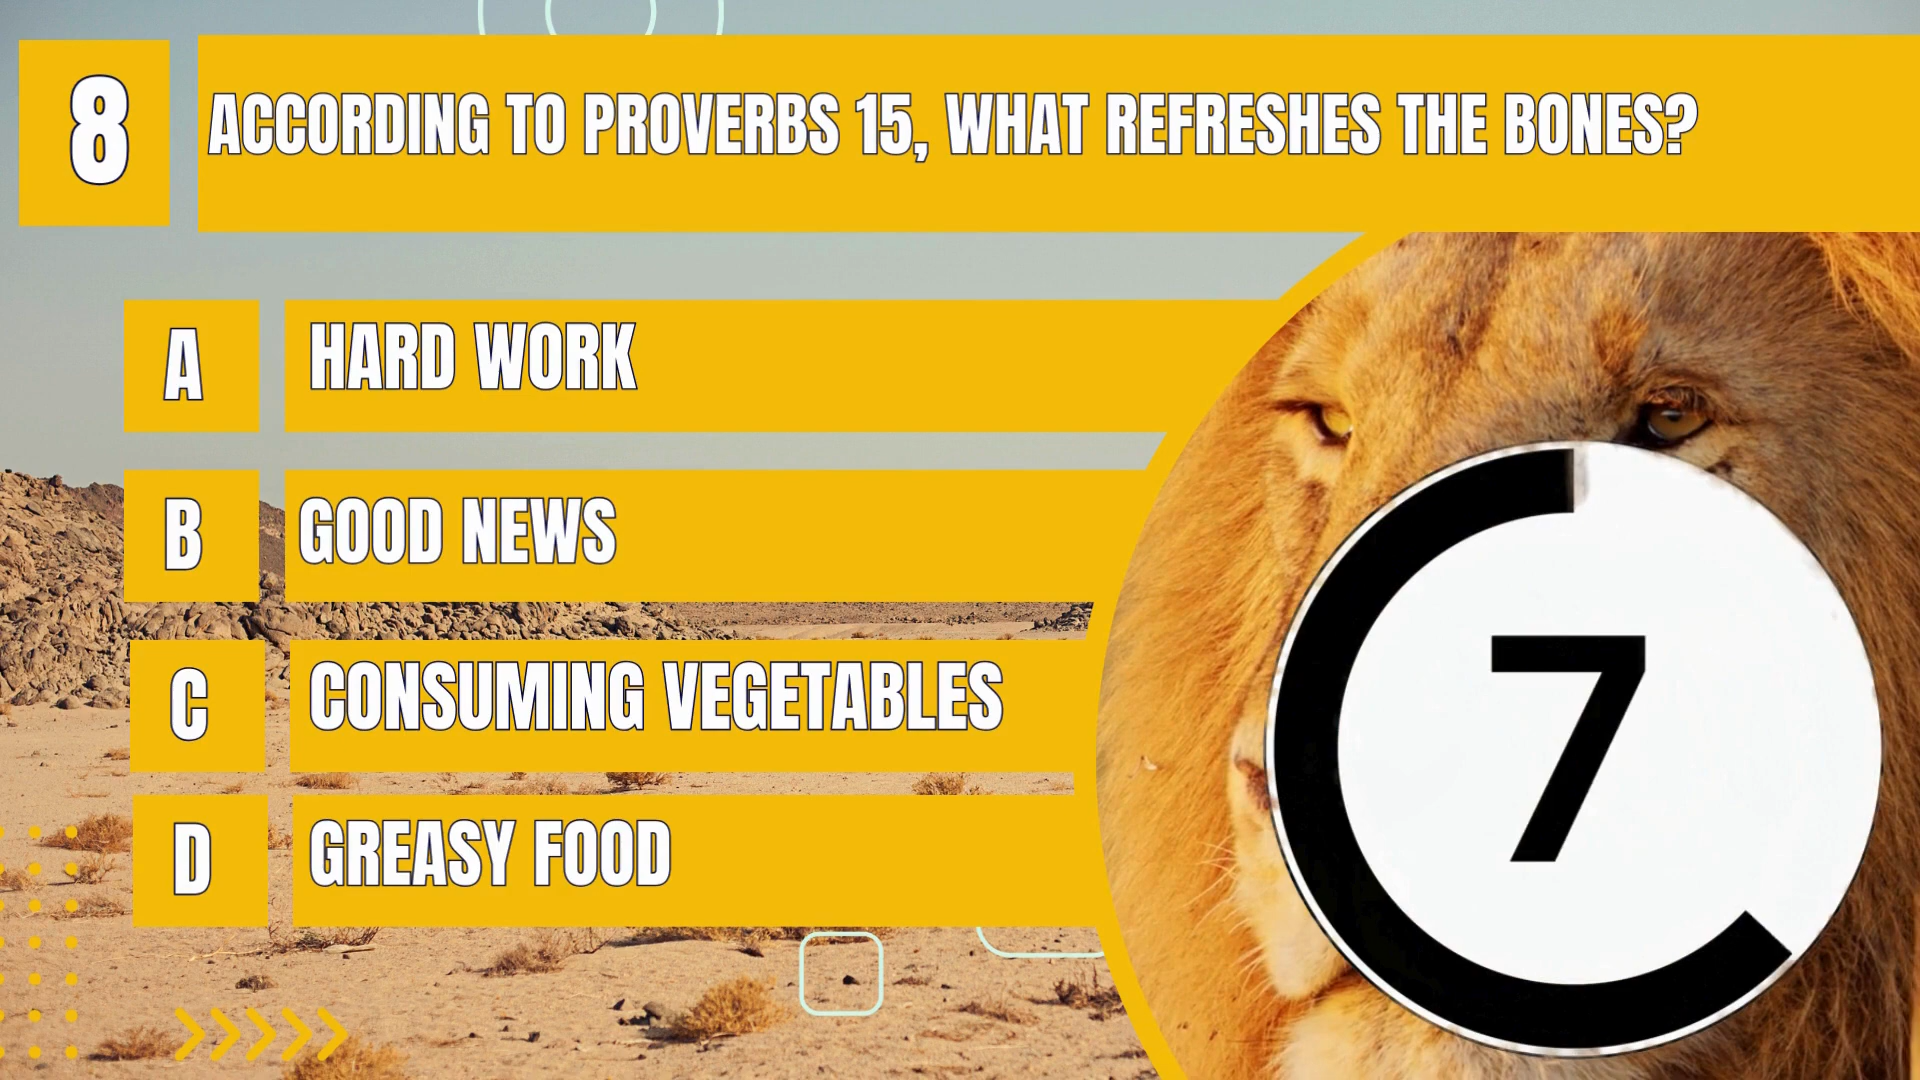 8
ACCORDING TO PROVERBS 15, WHAT REFRESHES THE BONES?
A
HARD WORK
B
GOOD NEWS
C
CONSUMING VEGETABLES
D
GREASY FOOD
7